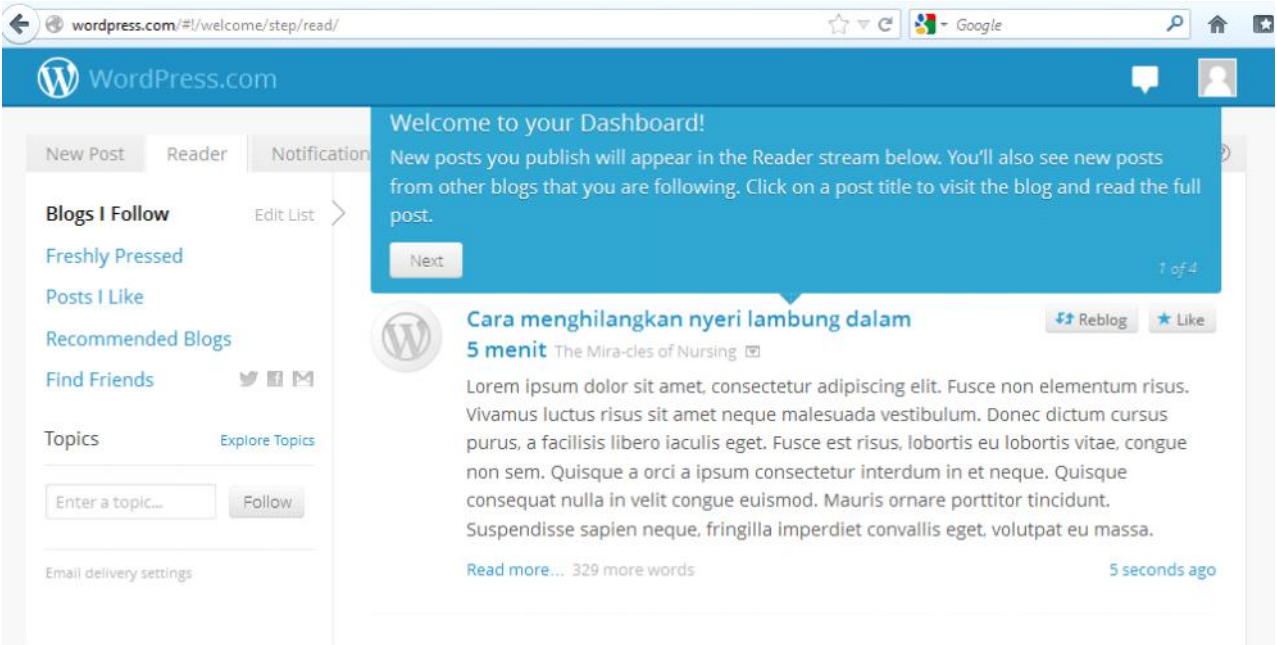 wordpress.com/#!/welcome/step/read/
Google
WordPress.com
Welcome to your Dashboard!
New posts you publish will appear in the Reader stream below. You'll also see new posts
from other blogs that you are following. Click on a post title to visit the blog and read the full
post.
Next
1 of 4
New Post Reader Notification
Blogs I Follow Edit List
Freshly Pressed
Posts I Like
Recommended Blogs
Find Friends
Topics Explore Topics
Enter a topic... Follow
Email delivery settings
Cara menghilangkan nyeri lambung dalam
5 menit The Mira-cles of Nursing
Reblog Like
Lorem ipsum dolor sit amet, consectetur adipiscing elit. Fusce non elementum risus.
Vivamus luctus risus sit amet neque malesuada vestibulum. Donec dictum cursus
purus, a facilisis libero iaculis eget. Fusce est risus, lobortis eu lobortis vitae, congue
non sem. Quisque a orci a ipsum consectetur interdum in et neque. Quisque
consequat nulla in velit congue euismod. Mauris ornare porttitor tincidunt.
Suspendisse sapien neque, fringilla imperdiet convallis eget, volutpat eu massa.
Read more... 329 more words
5 seconds ago